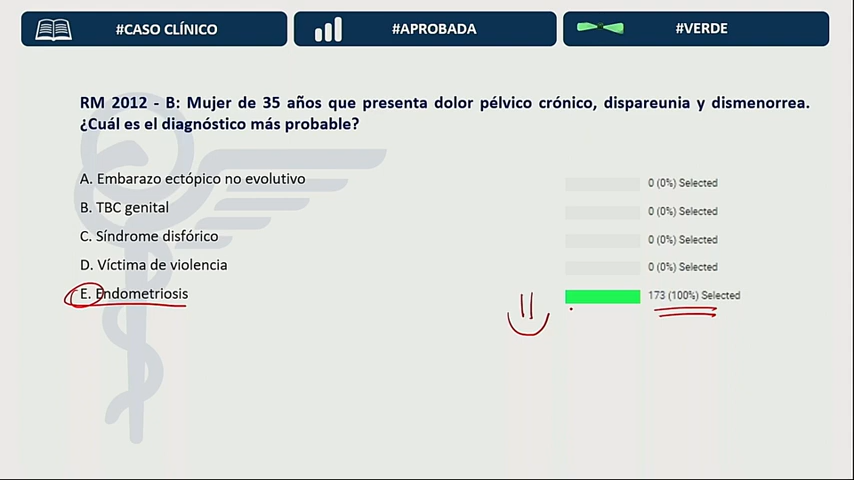 #CASO CLÍNICO
#APROBADA
#VERDE
RM 2012 - B: Mujer de 35 años que presenta dolor pélvico crónico, dispareunia y dismenorrea.
¿Cuál es el diagnóstico más probable?
A. Embarazo ectópico no evolutivo
0 (0%) Selected
B. TBC genital
0 (0%) Selected
C. Síndrome disfórico
0 (0%) Selected
D. Víctima de violencia
0 (0%) Selected
E. Endometriosis
173 (100%) Selected